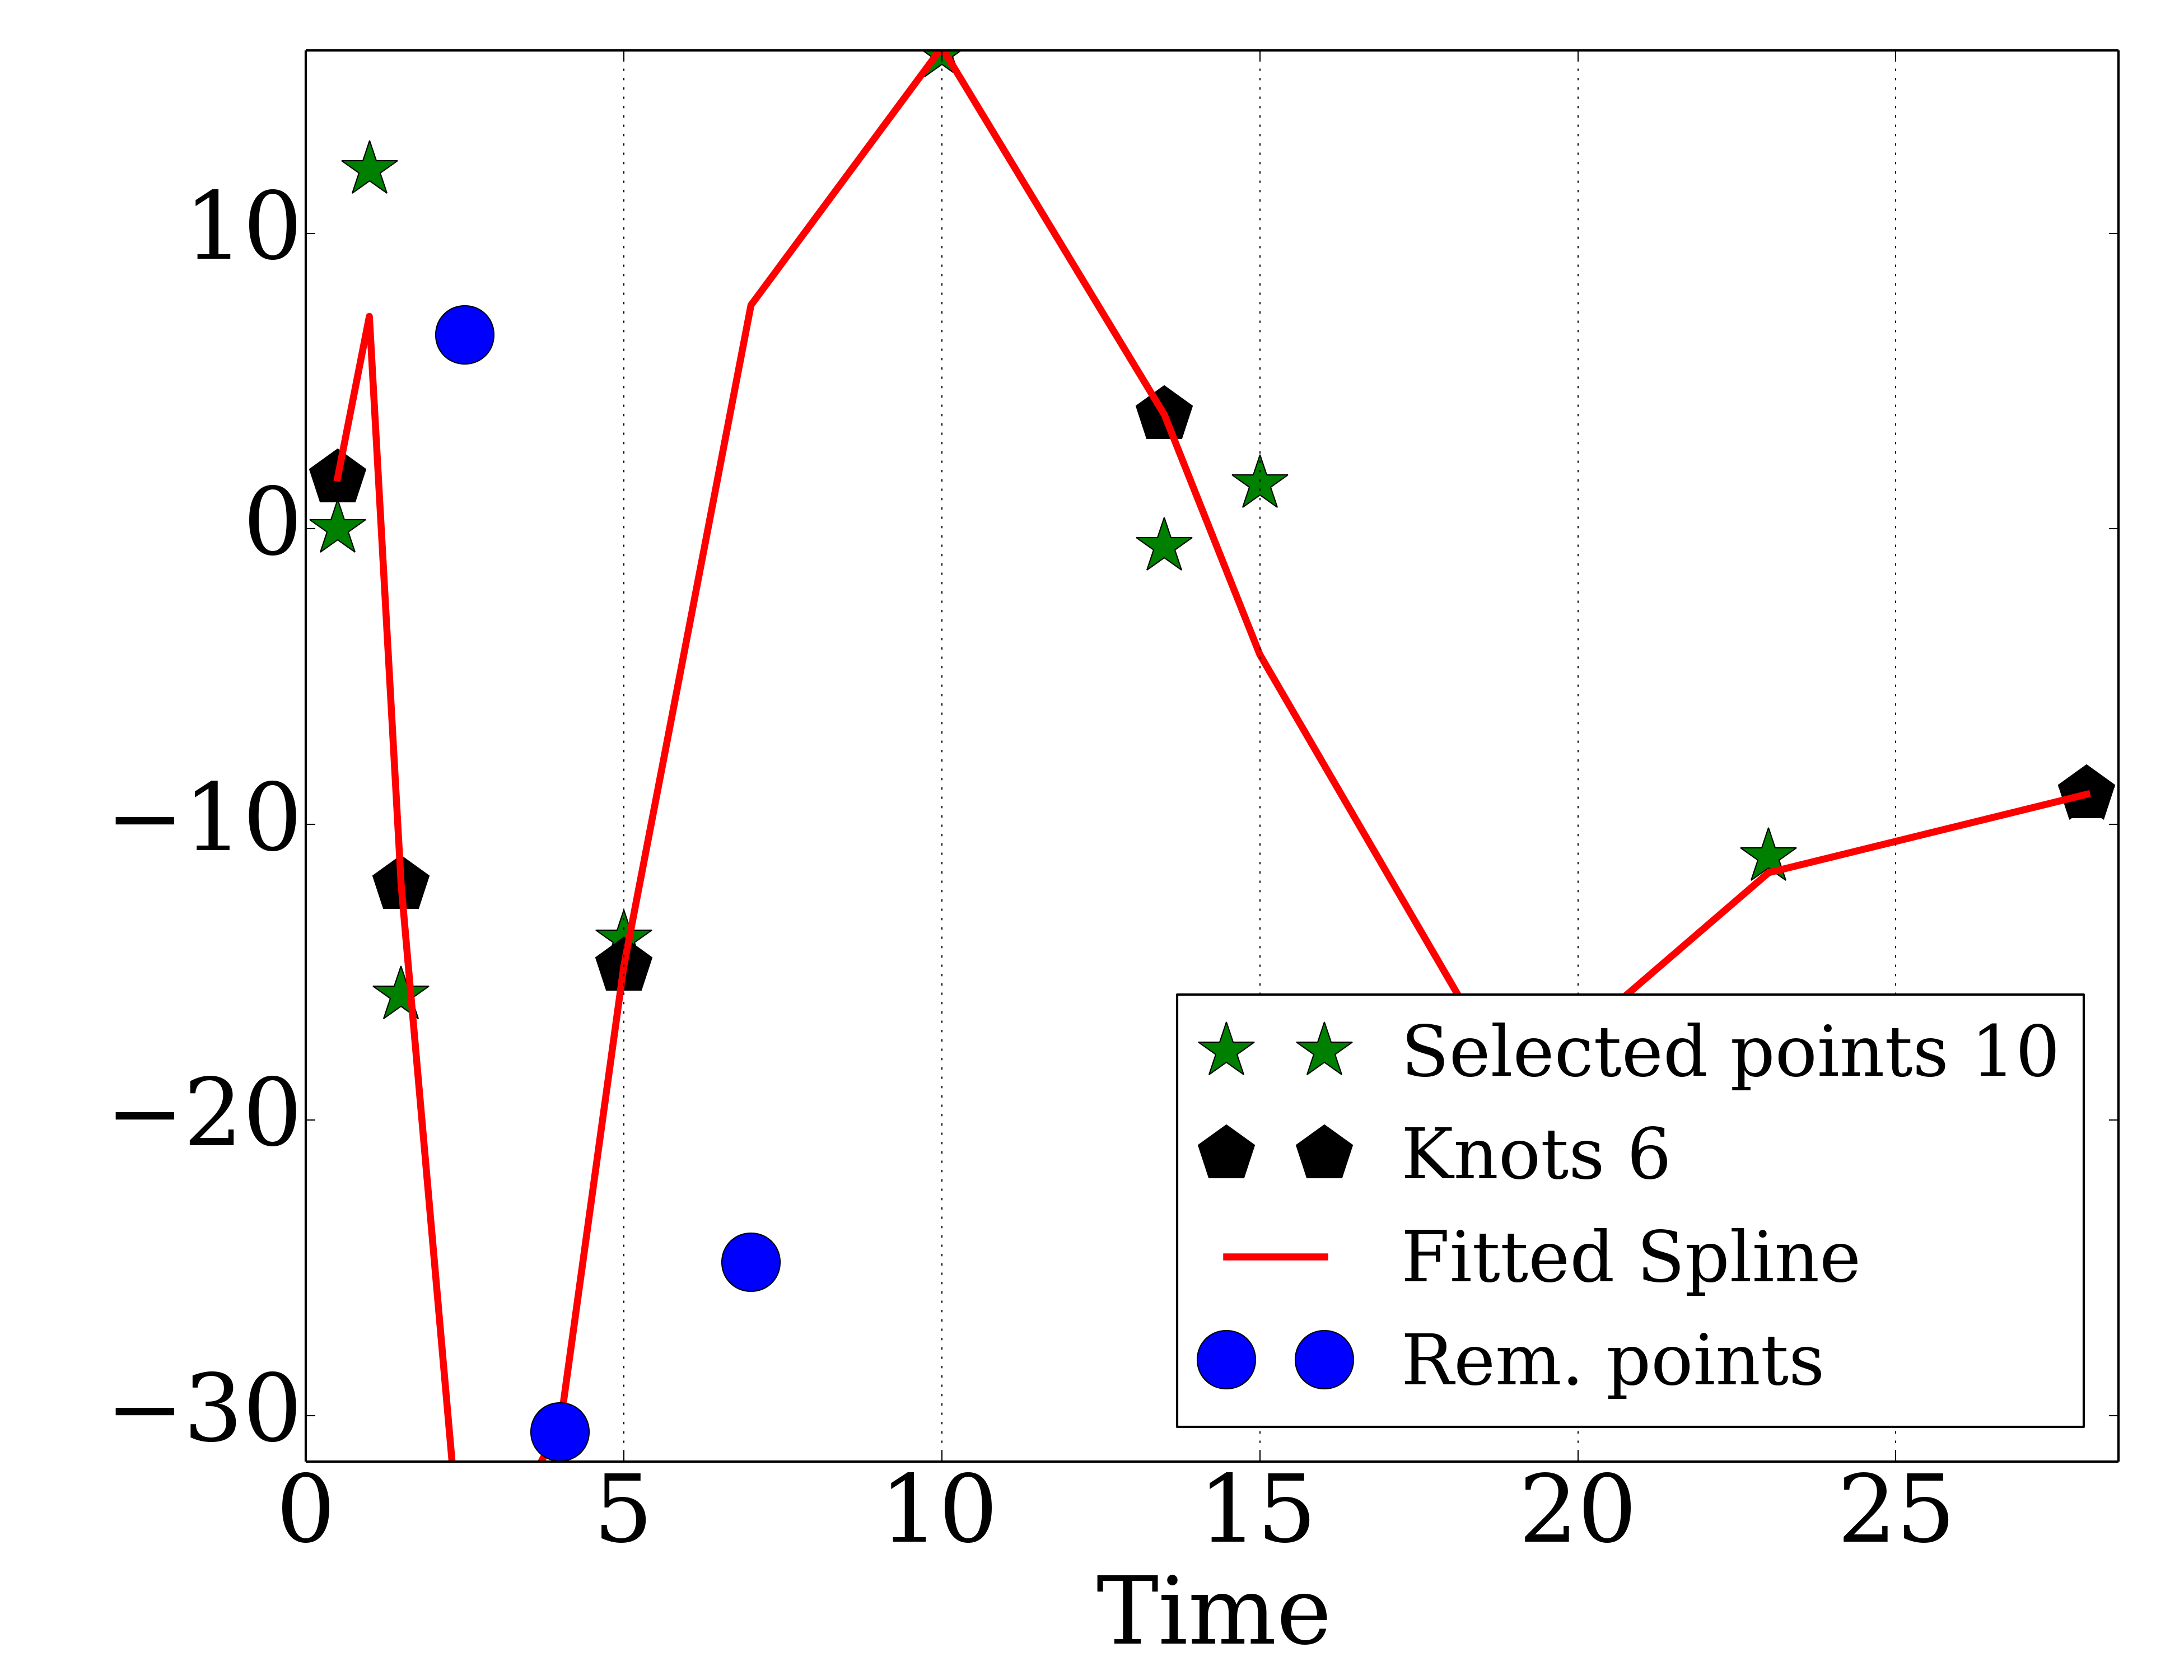 10
0
−10
−20
−30
0 5 10 15 20 25
Time
Selected points 10
Knots 6
Fitted Spline
Rem. points